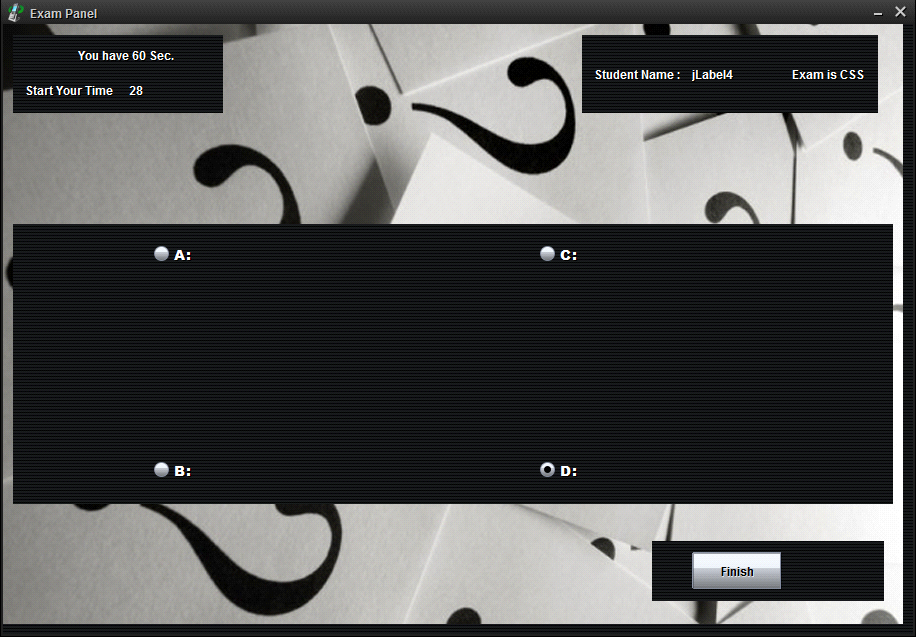 Exam Panel
You have 60 Sec.
Start Your Time 28
Student Name : jLabel4 Exam is CSS
A:
C:
B:
D:
Finish